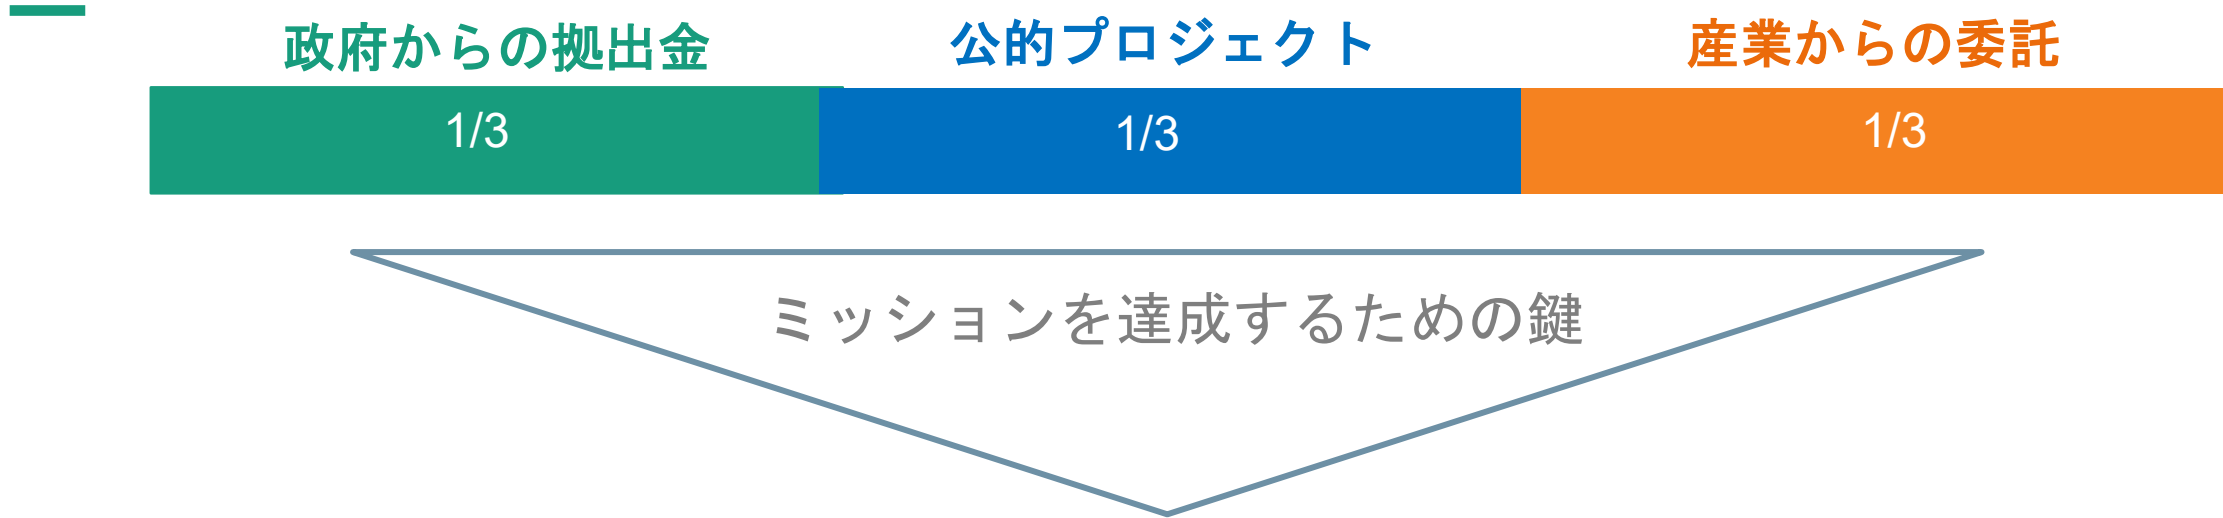 政府からの拠出金
公的プロジェクト
産業からの委託
1/3
1/3
1/3
ミッションを達成するための鍵